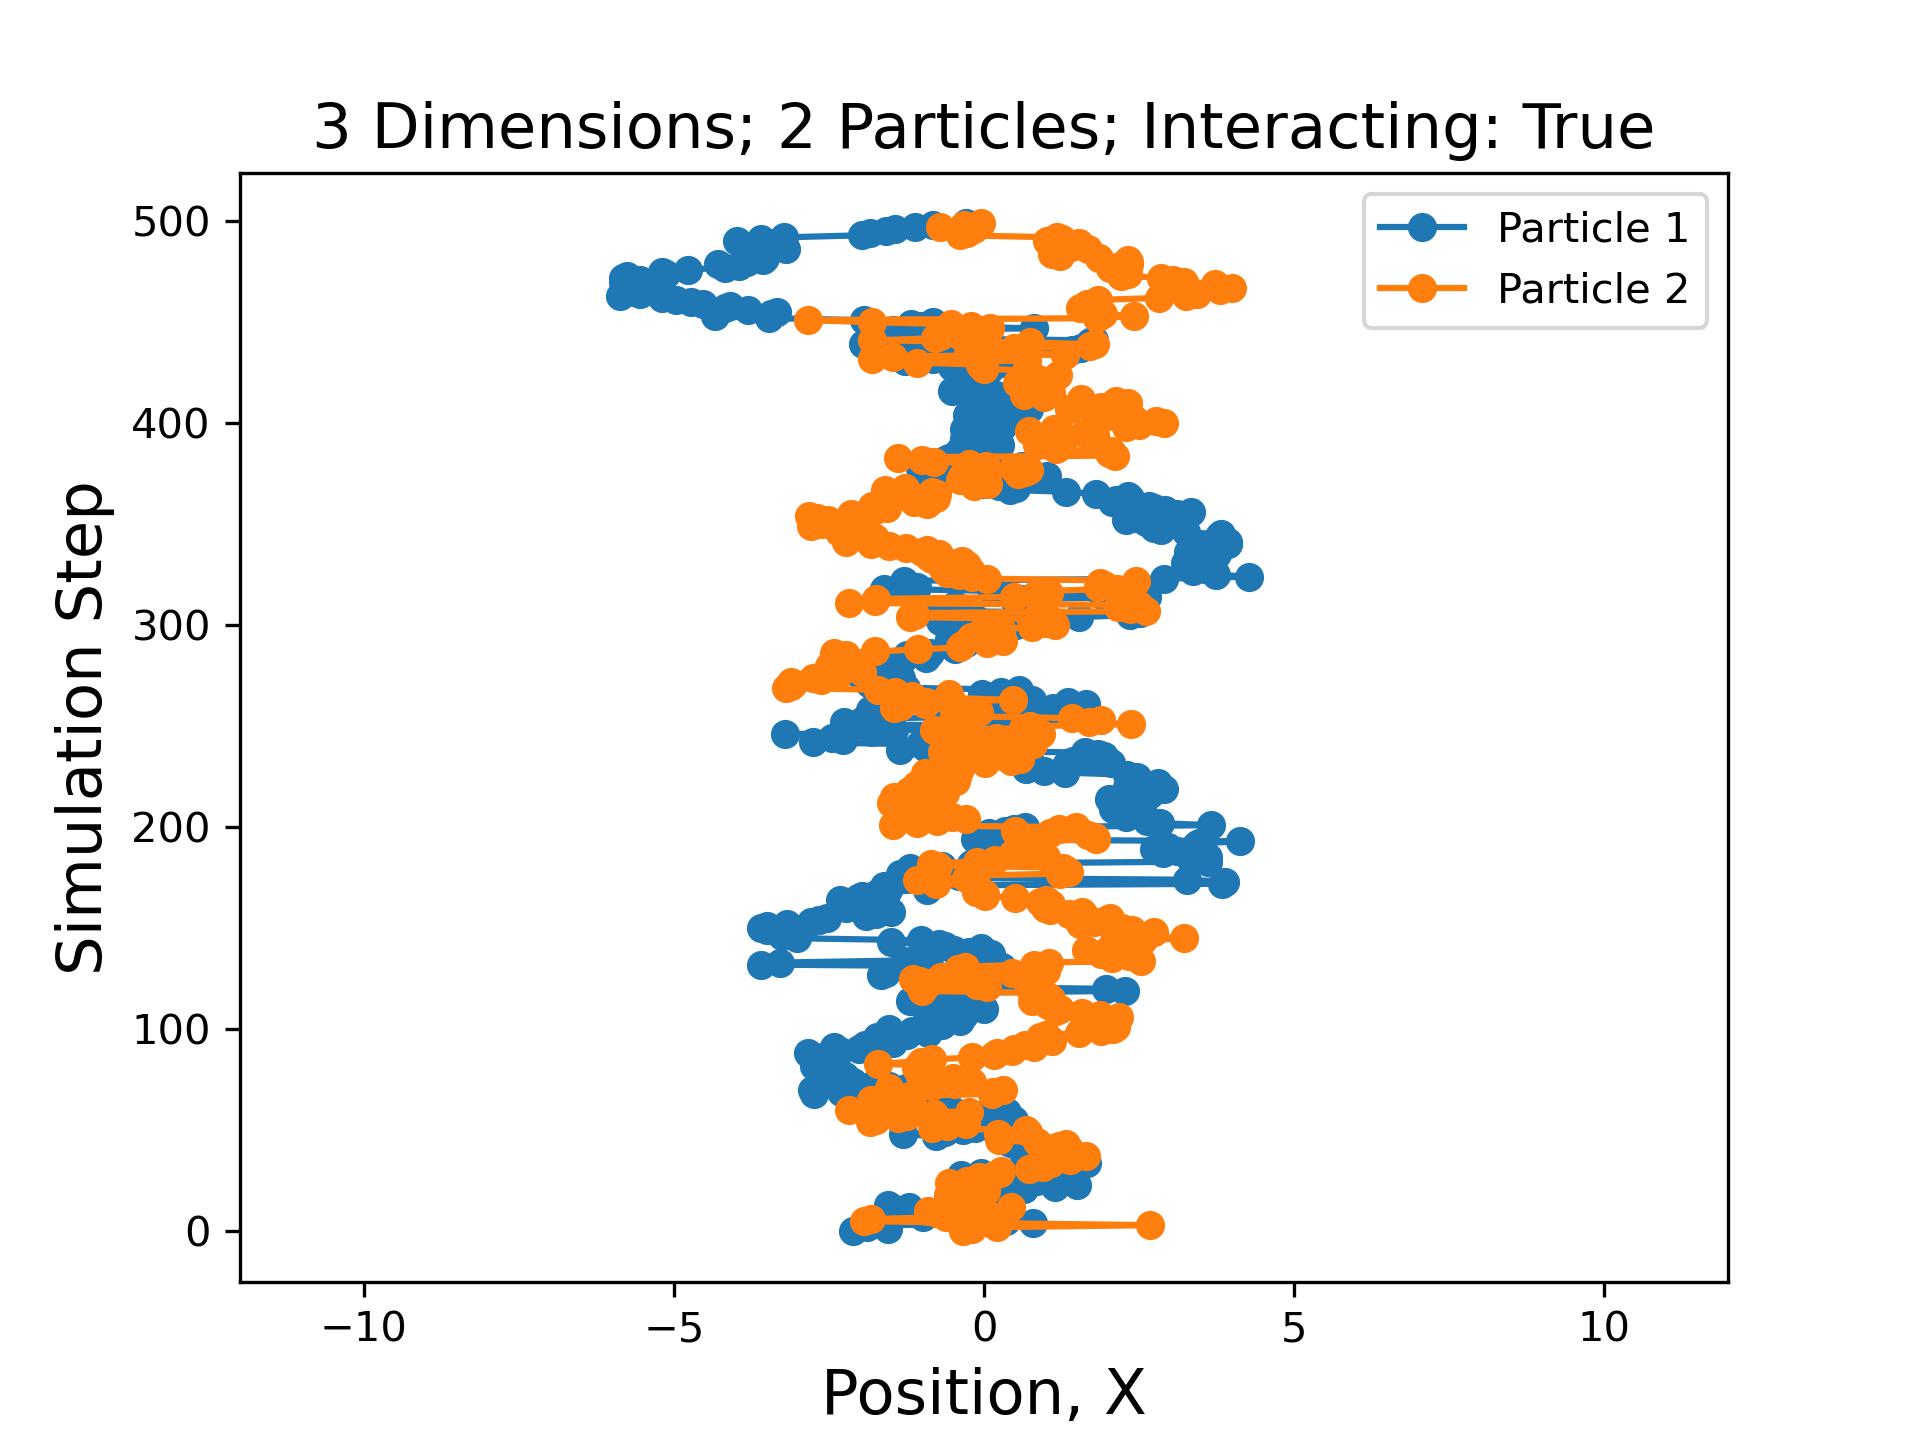 3 Dimensions; 2 Particles; Interacting: True
Particle 1
Particle 2
Simulation Step
500
400
300
200
100
0
−10
−5
0
5
10
Position, X